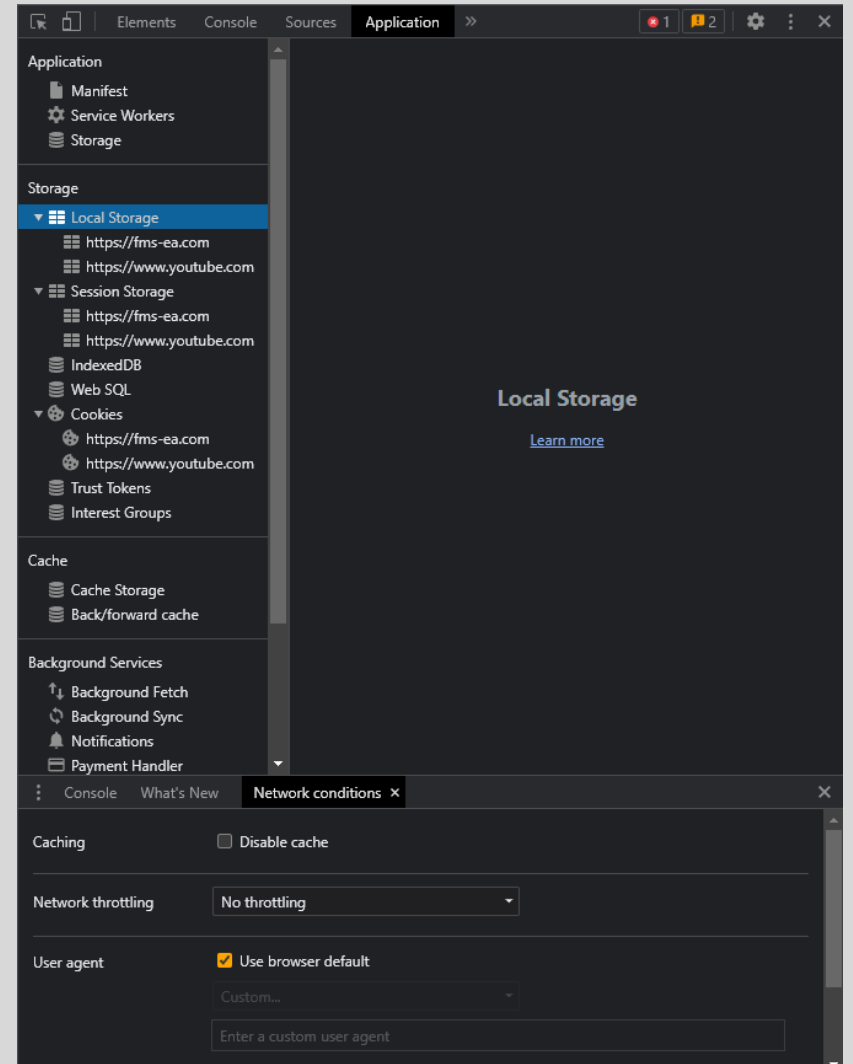 Elements Console Sources Application » 1 2
Application
Manifest
Service Workers
Storage
Storage
Local Storage
https://fms-ea.com
https://www.youtube.com
Session Storage
https://fms-ea.com
https://www.youtube.com
IndexedDB
Web SQL
Cookies
https://fms-ea.com
https://www.youtube.com
Trust Tokens
Interest Groups
Cache
Cache Storage
Back/forward cache
Background Services
Background Fetch
Background Sync
Notifications
Payment Handler
Local Storage
Learn more
Console What's New Network conditions ×
Caching Disable cache
Network throttling No throttling
User agent Use browser default
Custom...
Enter a custom user agent